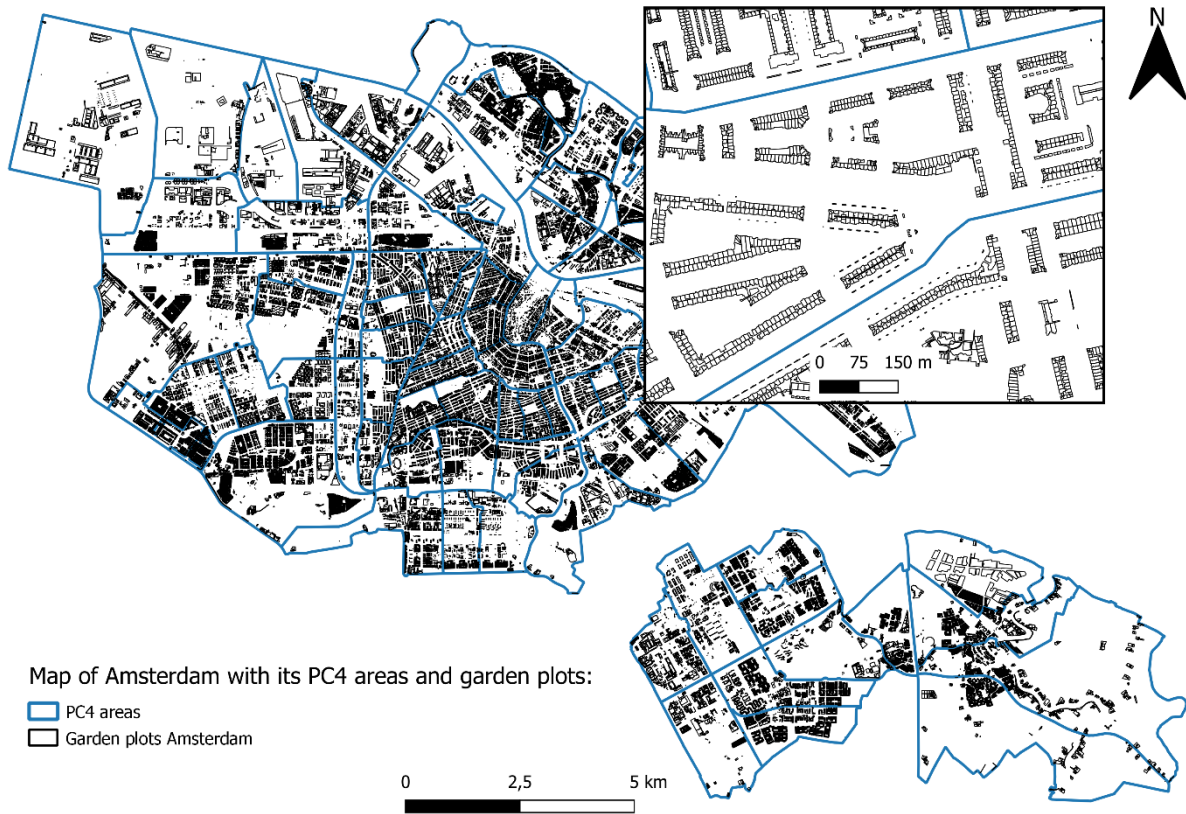 N
0 75 150 m
Map of Amsterdam with its PC4 areas and garden plots:
PC4 areas
Garden plots Amsterdam
0 2,5 5 km